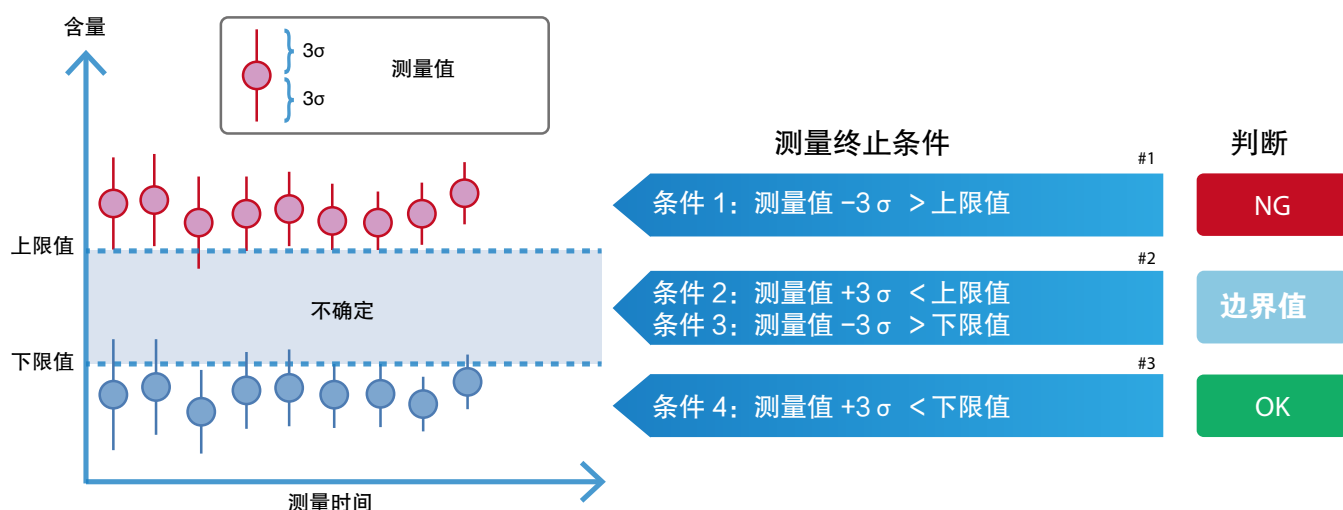 含量
3σ
3σ
测量值
测量终止条件
判断
#1
条件 1：测量值 −3 σ ＞上限值
NG
上限值
#2
条件 2：测量值 +3 σ ＜上限值
条件 3：测量值 −3 σ ＞下限值
边界值
不确定
下限值
#3
条件 4：测量值 +3 σ ＜下限值
OK
测量时间